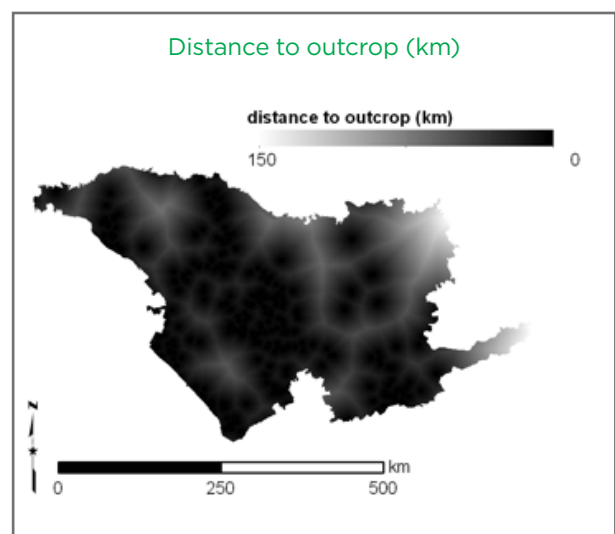 Distance to outcrop (km)
distance to outcrop (km)
150 0
N
km
0 250 500